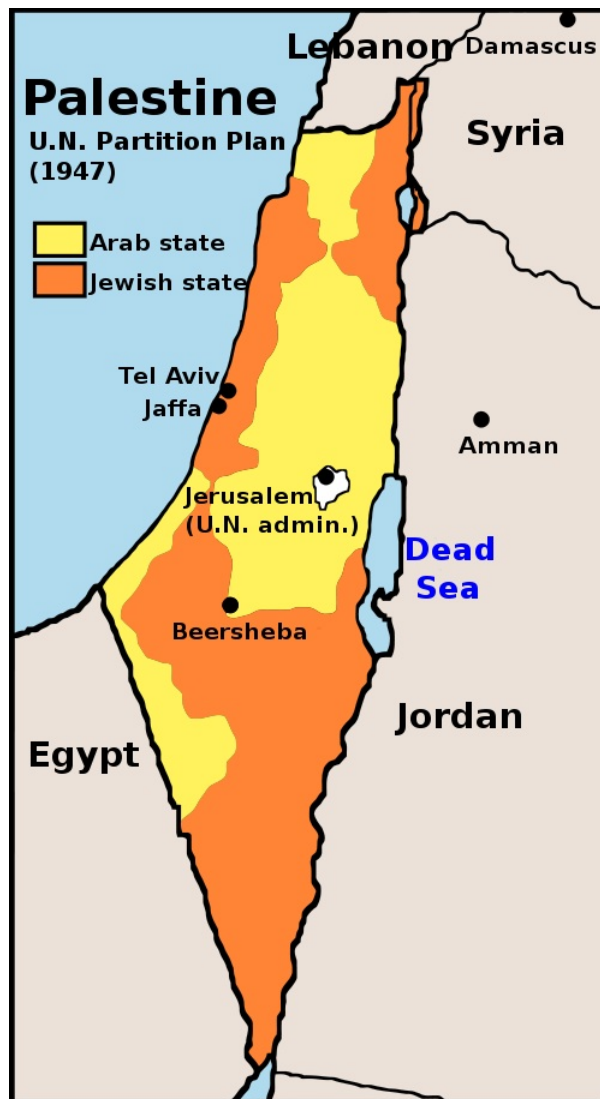 Lebanon
Damascus
Palestine
U.N. Partition Plan
(1947)
Syria
Arab state
Jewish state
Tel Aviv
Jaffa
Amman
Jerusalem
(U.N. admin.)
Dead
Sea
Beersheba
Jordan
Egypt